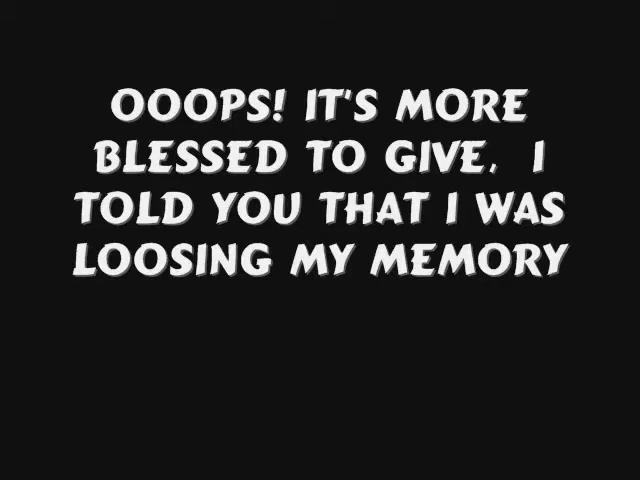 OOOPS! IT'S MORE
BLESSED TO GIVE.  I
TOLD YOU THAT I WAS
LOOSING MY MEMORY